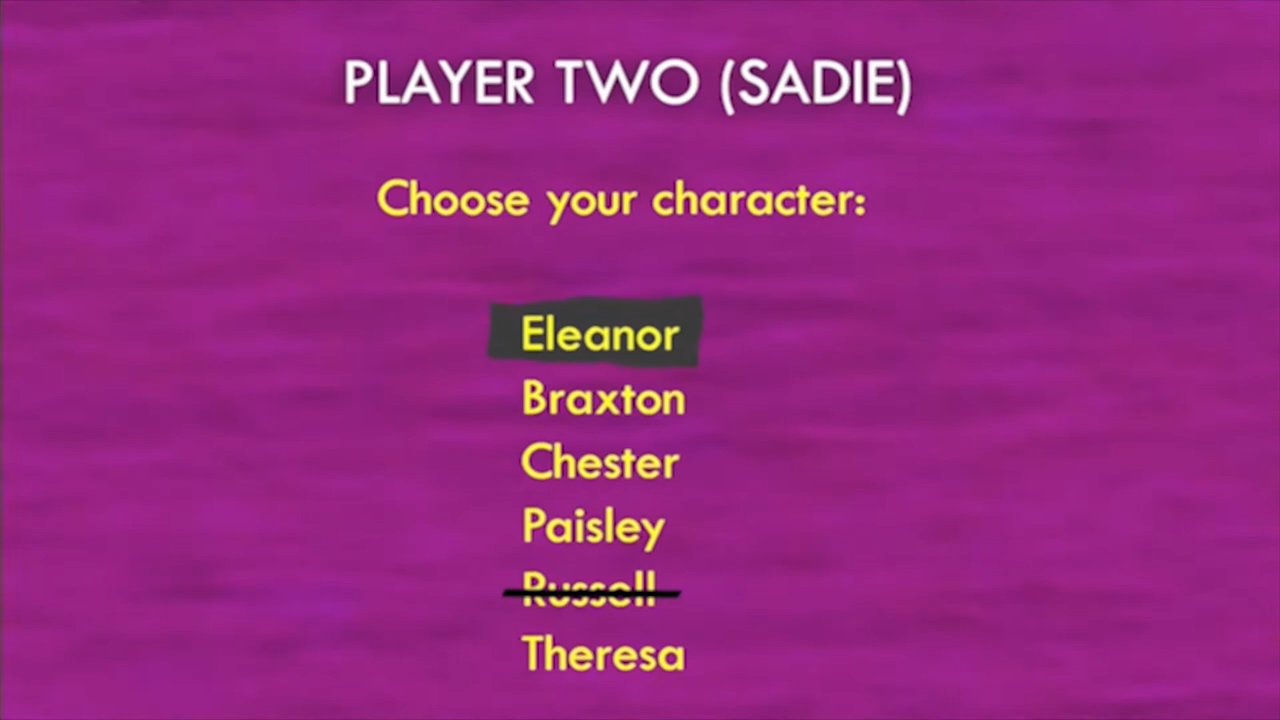 PLAYER TWO (SADIE)
Choose your character:
Eleanor
Braxton
Chester
Paisley
Russell
Theresa